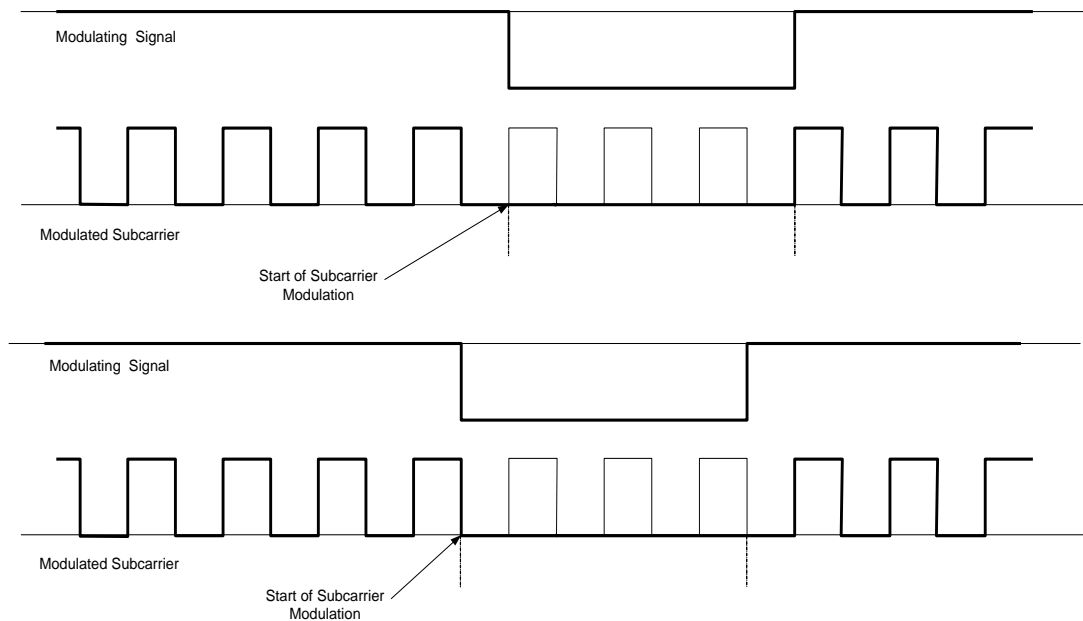 Modulating Signal
Modulated Subcarrier
Start of Subcarrier
Modulation
Modulating Signal
Modulated Subcarrier
Start of Subcarrier
Modulation